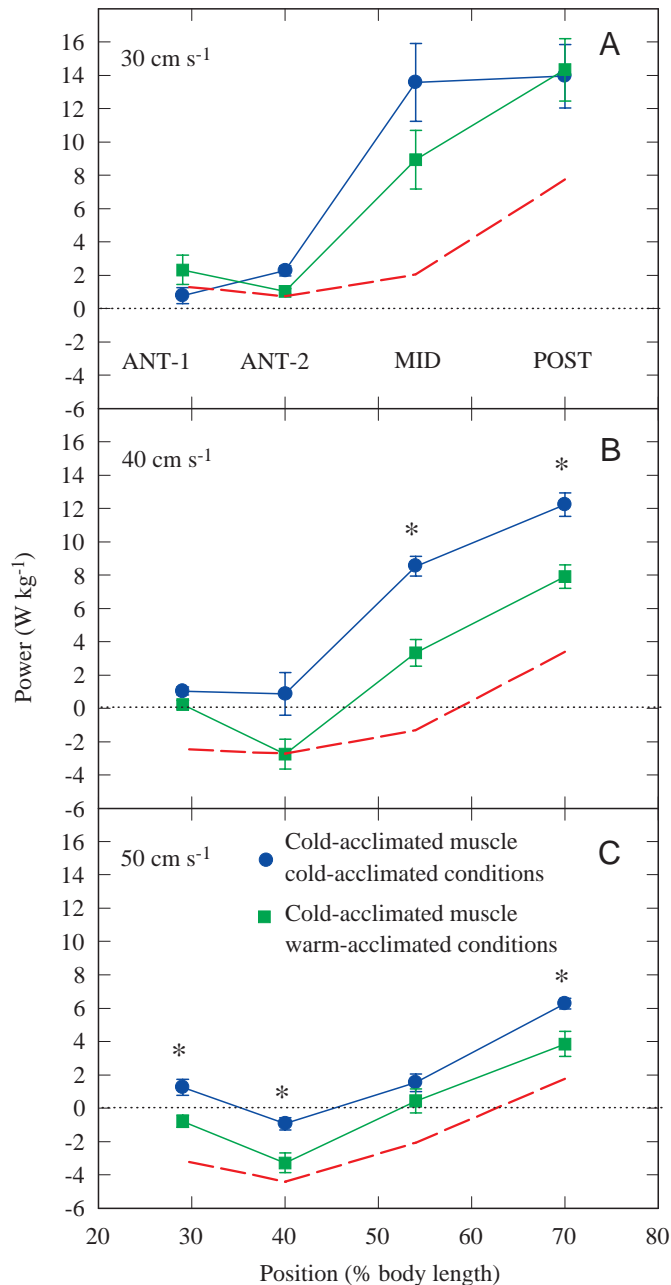 16
14
12
10
8
6
4
2
0
-2
-4
-6
30 cm s-1
A
ANT-1 ANT-2 MID POST
16
14
12
10
8
6
4
2
0
-2
-4
-6
40 cm s-1
B
*
*
Power (W kg-1)
16
14
12
10
8
6
4
2
0
-2
-4
-6
50 cm s-1
C
Cold-acclimated muscle
cold-acclimated conditions
Cold-acclimated muscle
warm-acclimated conditions
*
*
*
20 30 40 50 60 70 80
Position (% body length)